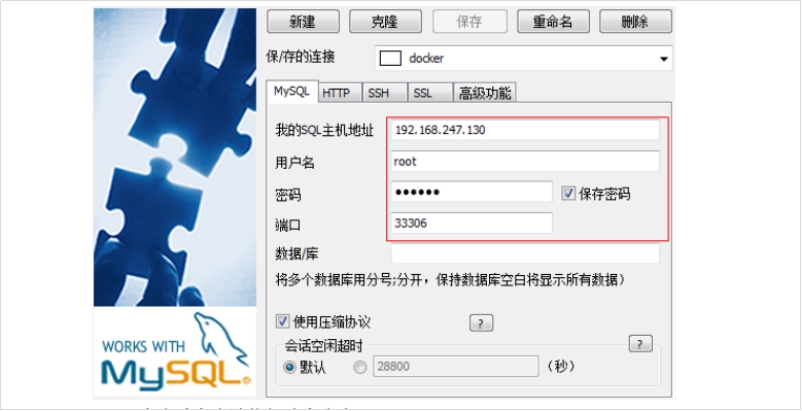 新建 克隆 保存 重命名 删除
保/存的连接 docker
MySQL HTTP SSH SSL 高级功能
我的SQL主机地址 192.168.247.130
用户名 root
密码 •••••• 保存密码
端口 33306
数据/库
将多个数据库用分号;分开，保持数据库空白将显示所有数据）
使用压缩协议 ?
会话空闲超时 ?
默认 28800 （秒）
WORKS WITH
MySQL®